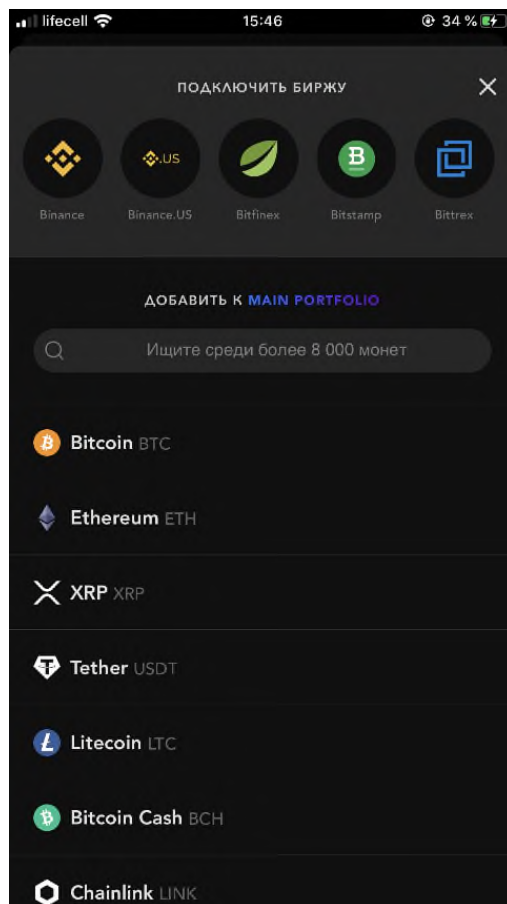 lifecell 15:46 34 %
ПОДКЛЮЧИТЬ БИРЖУ
.US
Binance Binance.US Bitfinex Bitstamp Bittrex
ДОБАВИТЬ К MAIN PORTFOLIO
Ищите среди более 8 000 монет
Bitcoin BTC
Ethereum ETH
XRP XRP
Tether USDT
Litecoin LTC
Bitcoin Cash BCH
Chainlink LINK